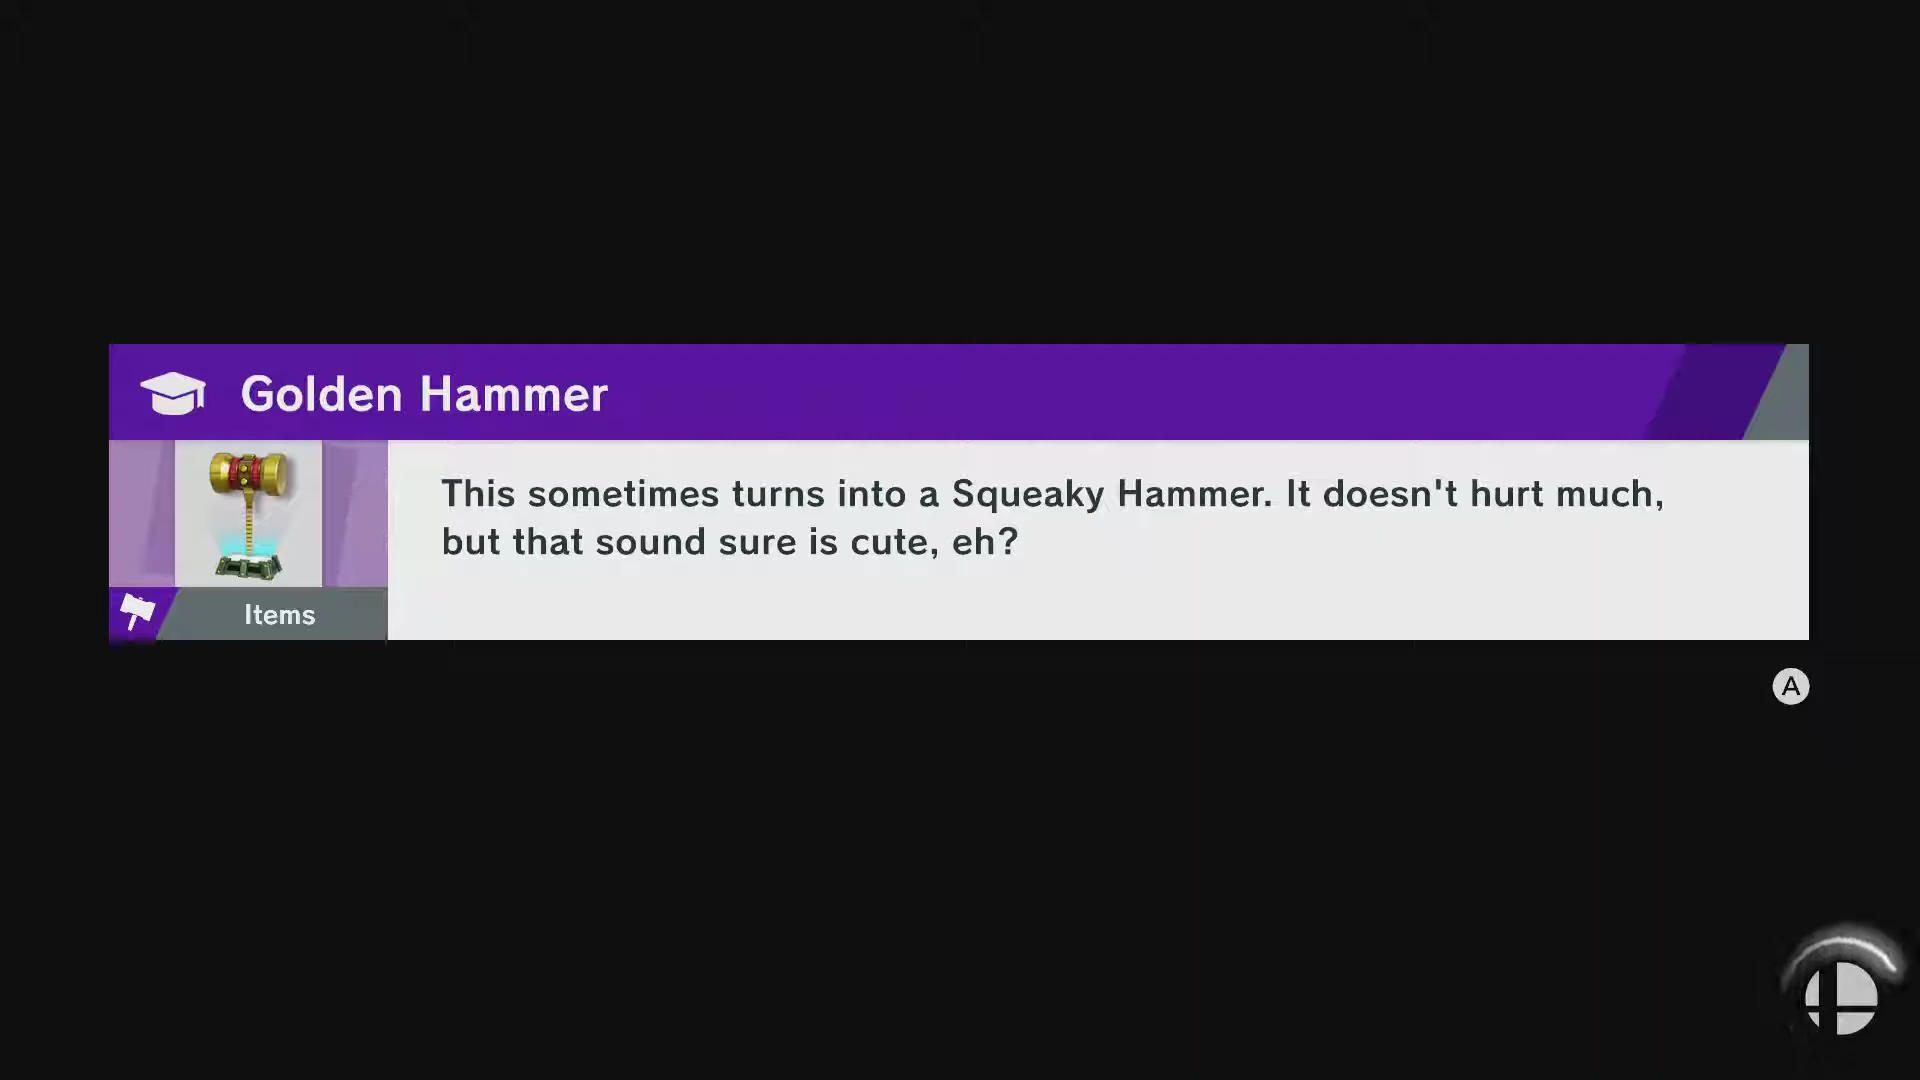 Golden Hammer
This sometimes turns into a Squeaky Hammer. It doesn't hurt much,
but that sound sure is cute, eh?
Items
A